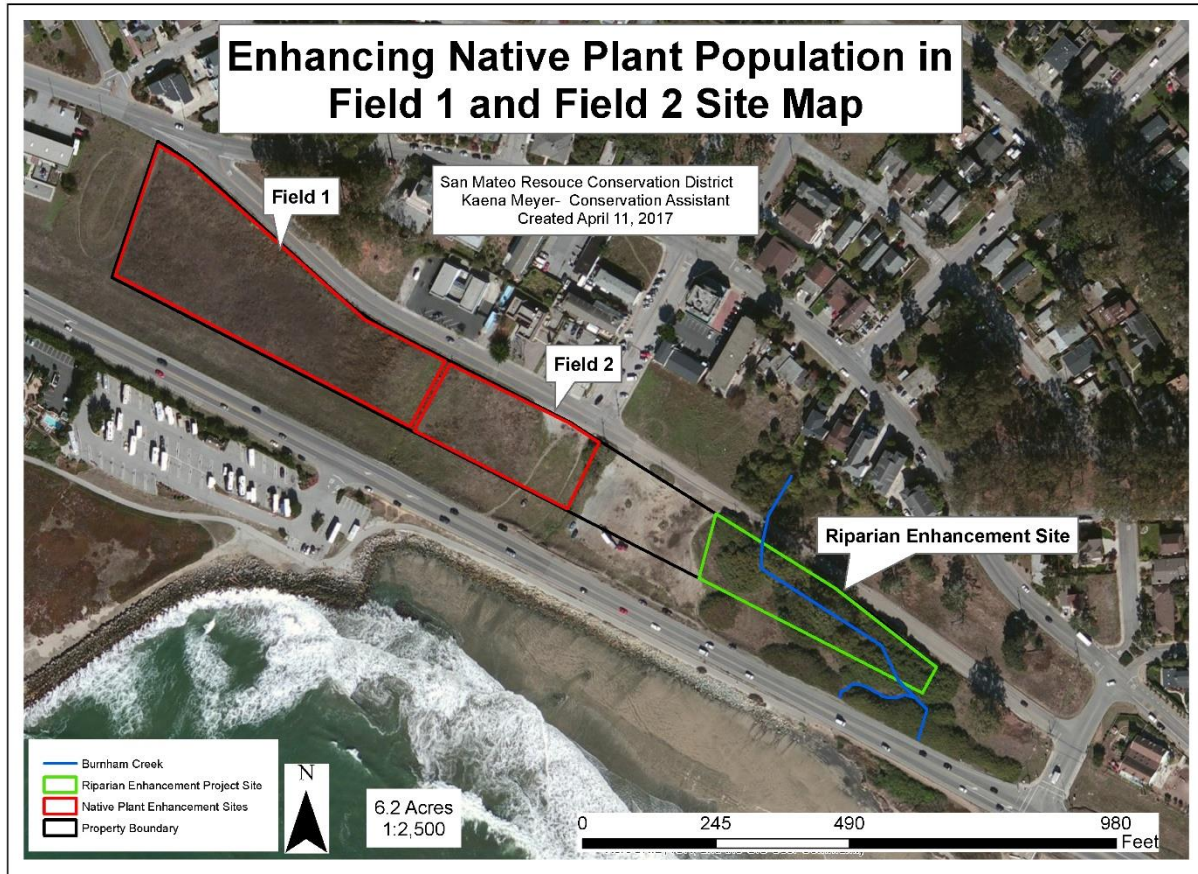 Enhancing Native Plant Population in
Field 1 and Field 2 Site Map
San Mateo Resouce Conservation District
Kaena Meyer- Conservation Assistant
Created April 11, 2017
Field 1
Field 2
Riparian Enhancement Site
Burnham Creek
Riparian Enhancement Project Site
Native Plant Enhancement Sites
Property Boundary
N
6.2 Acres
1:2,500
0 245 490 980
Feet